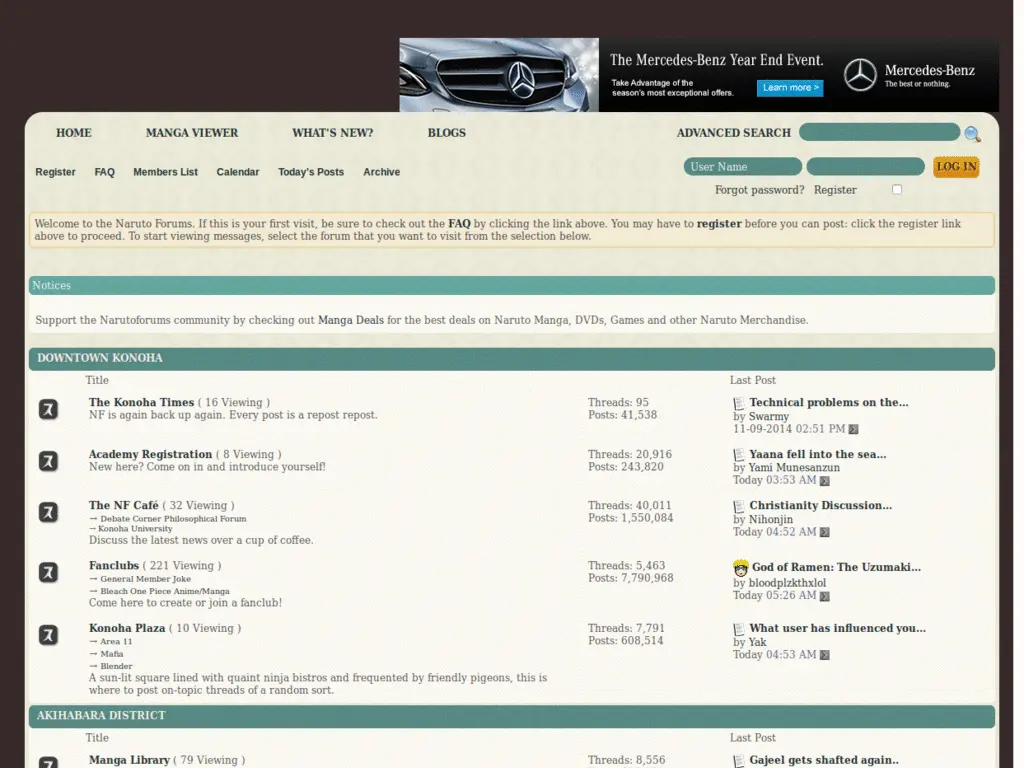 The Mercedes-Benz Year End Event.
Take Advantage of the
season's most exceptional offers.
Learn more >
Mercedes-Benz
The best or nothing.
HOME MANGA VIEWER WHAT'S NEW? BLOGS ADVANCED SEARCH
Register FAQ Members List Calendar Today's Posts Archive
User Name LOG IN
Forgot password? Register
Welcome to the Naruto Forums. If this is your first visit, be sure to check out the FAQ by clicking the link above. You may have to register before you can post: click the register link
above to proceed. To start viewing messages, select the forum that you want to visit from the selection below.
Notices
Support the Narutoforums community by checking out Manga Deals for the best deals on Naruto Manga, DVDs, Games and other Naruto Merchandise.
DOWNTOWN KONOHA
Title Last Post
The Konoha Times ( 16 Viewing )
NF is again back up again. Every post is a repost repost.
Threads: 95
Posts: 41,538
Technical problems on the...
by Swarmy
11-09-2014 02:51 PM
Academy Registration ( 8 Viewing )
New here? Come on in and introduce yourself!
Threads: 20,916
Posts: 243,820
Yaana fell into the sea...
by Yami Munesanzun
Today 03:53 AM
The NF Café ( 32 Viewing )
→ Debate Corner Philosophical Forum
→ Konoha University
Discuss the latest news over a cup of coffee.
Threads: 40,011
Posts: 1,550,084
Christianity Discussion...
by Nihonjin
Today 04:52 AM
Fanclubs ( 221 Viewing )
→ General Member Joke
→ Bleach One Piece Anime/Manga
Come here to create or join a fanclub!
Threads: 5,463
Posts: 7,790,968
God of Ramen: The Uzumaki...
by bloodplzkthxlol
Today 05:26 AM
Konoha Plaza ( 10 Viewing )
→ Area 11
→ Mafia
→ Blender
A sun-lit square lined with quaint ninja bistros and frequented by friendly pigeons, this is
where to post on-topic threads of a random sort.
Threads: 7,791
Posts: 608,514
What user has influenced you...
by Yak
Today 04:53 AM
AKIHABARA DISTRICT
Title Last Post
Manga Library ( 79 Viewing )
Threads: 8,556
Gajeel gets shafted again..